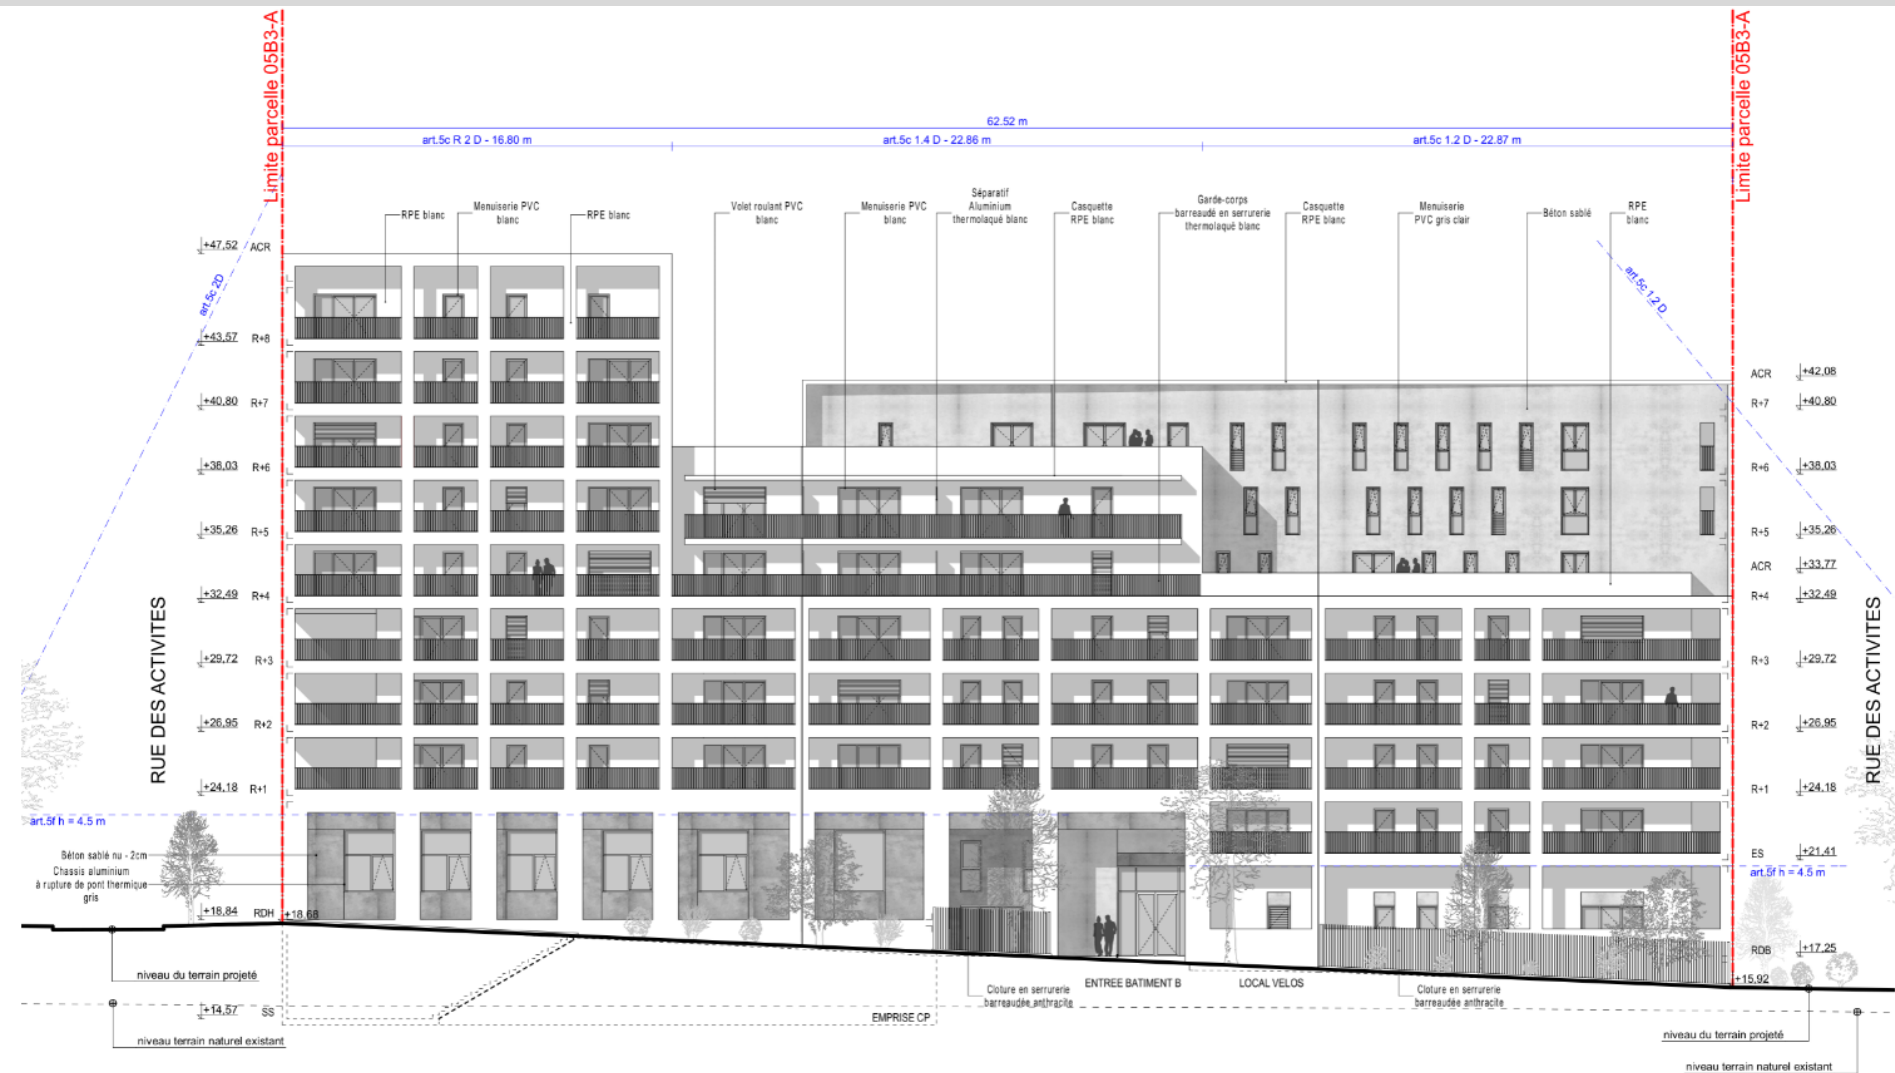 Limite parcelle 05B3-A
Limite parcelle 05B3-A
62.52 m
art.5c R 2 D - 16.80 m
art.5c 1.4 D - 22.86 m
art.5c 1.2 D - 22.87 m
RPE blanc
Menuiserie PVC
blanc
RPE blanc
Volet roulant PVC
blanc
Menuiserie PVC
blanc
Séparatif
Aluminium
thermolaqué blanc
Casquette
RPE blanc
Garde-corps
barreaudé en serrurerie
thermolaqué blanc
Casquette
RPE blanc
Menuiserie
PVC gris clair
Béton sablé
RPE
blanc
art.5c 2D
art.5c 1.2 D
+47,52 ACR
+43,57 R+8
+40,80 R+7
+38,03 R+6
+35,26 R+5
+32,49 R+4
+29,72 R+3
+26,95 R+2
+24,18 R+1
RUE DES ACTIVITES
art.5f h = 4.5 m
Béton sablé nu - 2cm
Chassis aluminium
à rupture de pont thermique
gris
+18,84 RDH
+18.68
niveau du terrain projeté
+14,57 SS
niveau terrain naturel existant
EMPRISE CP
Cloture en serrurerie
barreaudée anthracite
ENTREE BATIMENT B
LOCAL VELOS
Cloture en serrurerie
barreaudée anthracite
ACR +42,08
R+7 +40,80
R+6 +38,03
R+5 +35,26
ACR +33,77
R+4 +32,49
R+3 +29,72
R+2 +26,95
R+1 +24,18
ES +21,41
art.5f h = 4.5 m
RDB +17,25
+15.92
RUE DES ACTIVITES
niveau du terrain projeté
niveau terrain naturel existant